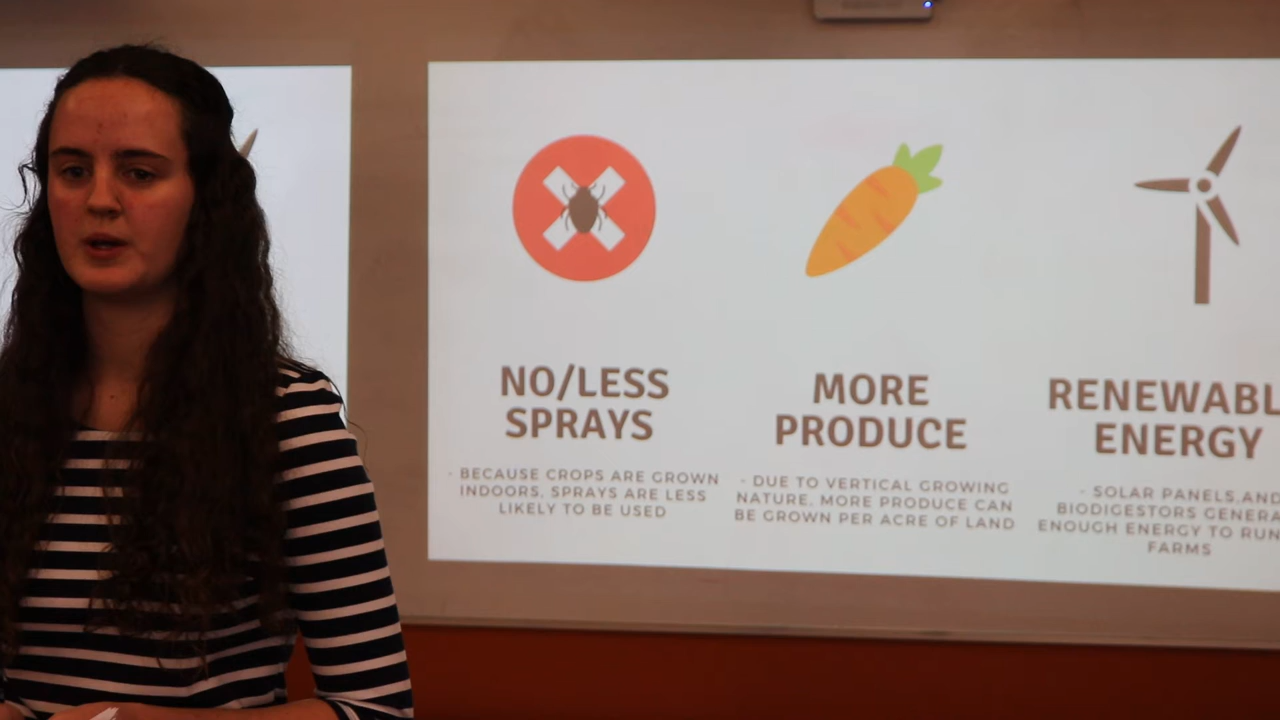 NO/LESS
SPRAYS
- BECAUSE CROPS ARE GROWN
INDOORS, SPRAYS ARE LESS
LIKELY TO BE USED
MORE
PRODUCE
- DUE TO VERTICAL GROWING
NATURE, MORE PRODUCE CAN
BE GROWN PER ACRE OF LAND
RENEWABL
ENERGY
- SOLAR PANELS AND
BIODIGESTORS GENERA
ENOUGH ENERGY TO RUN
FARMS